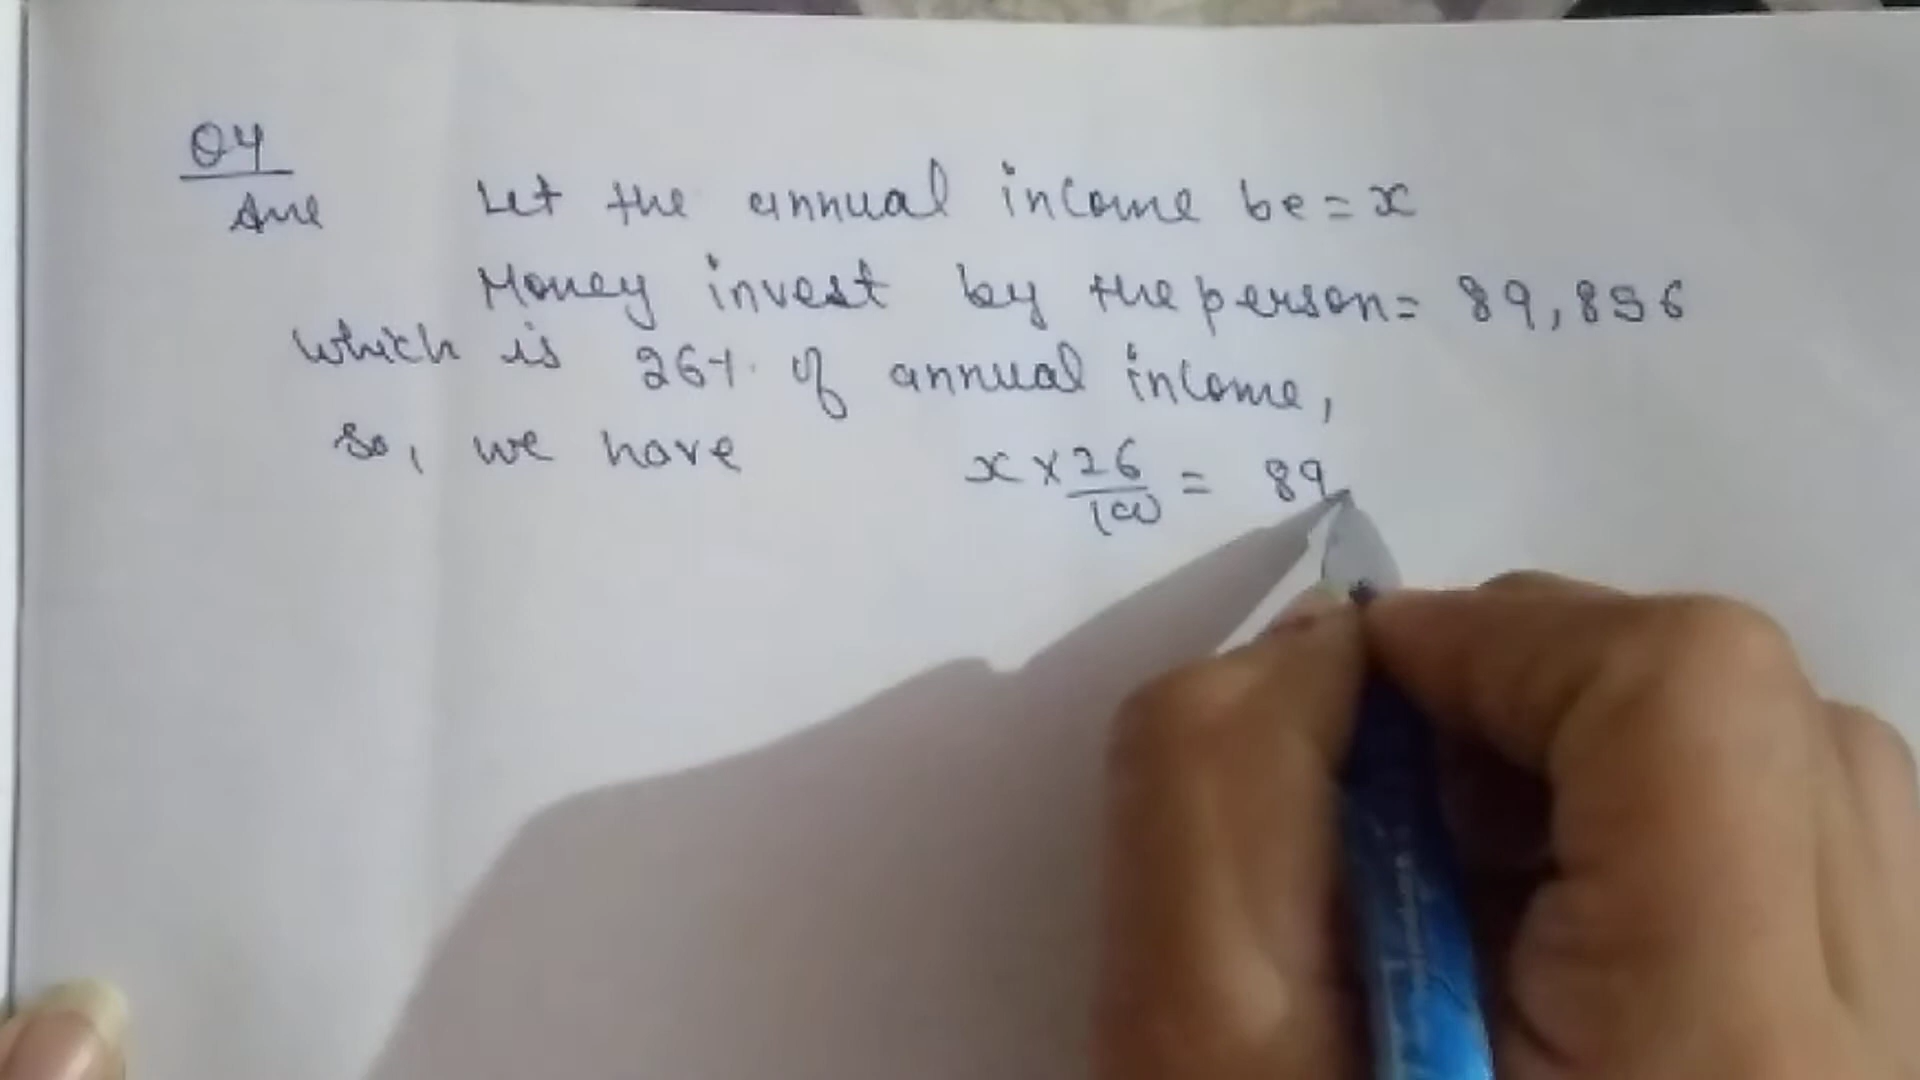 Q4
Ans Let the annual income be = x
Money invest by the person = 89,856
which is 26% of annual income,
so, we have x × 26/100 = 89